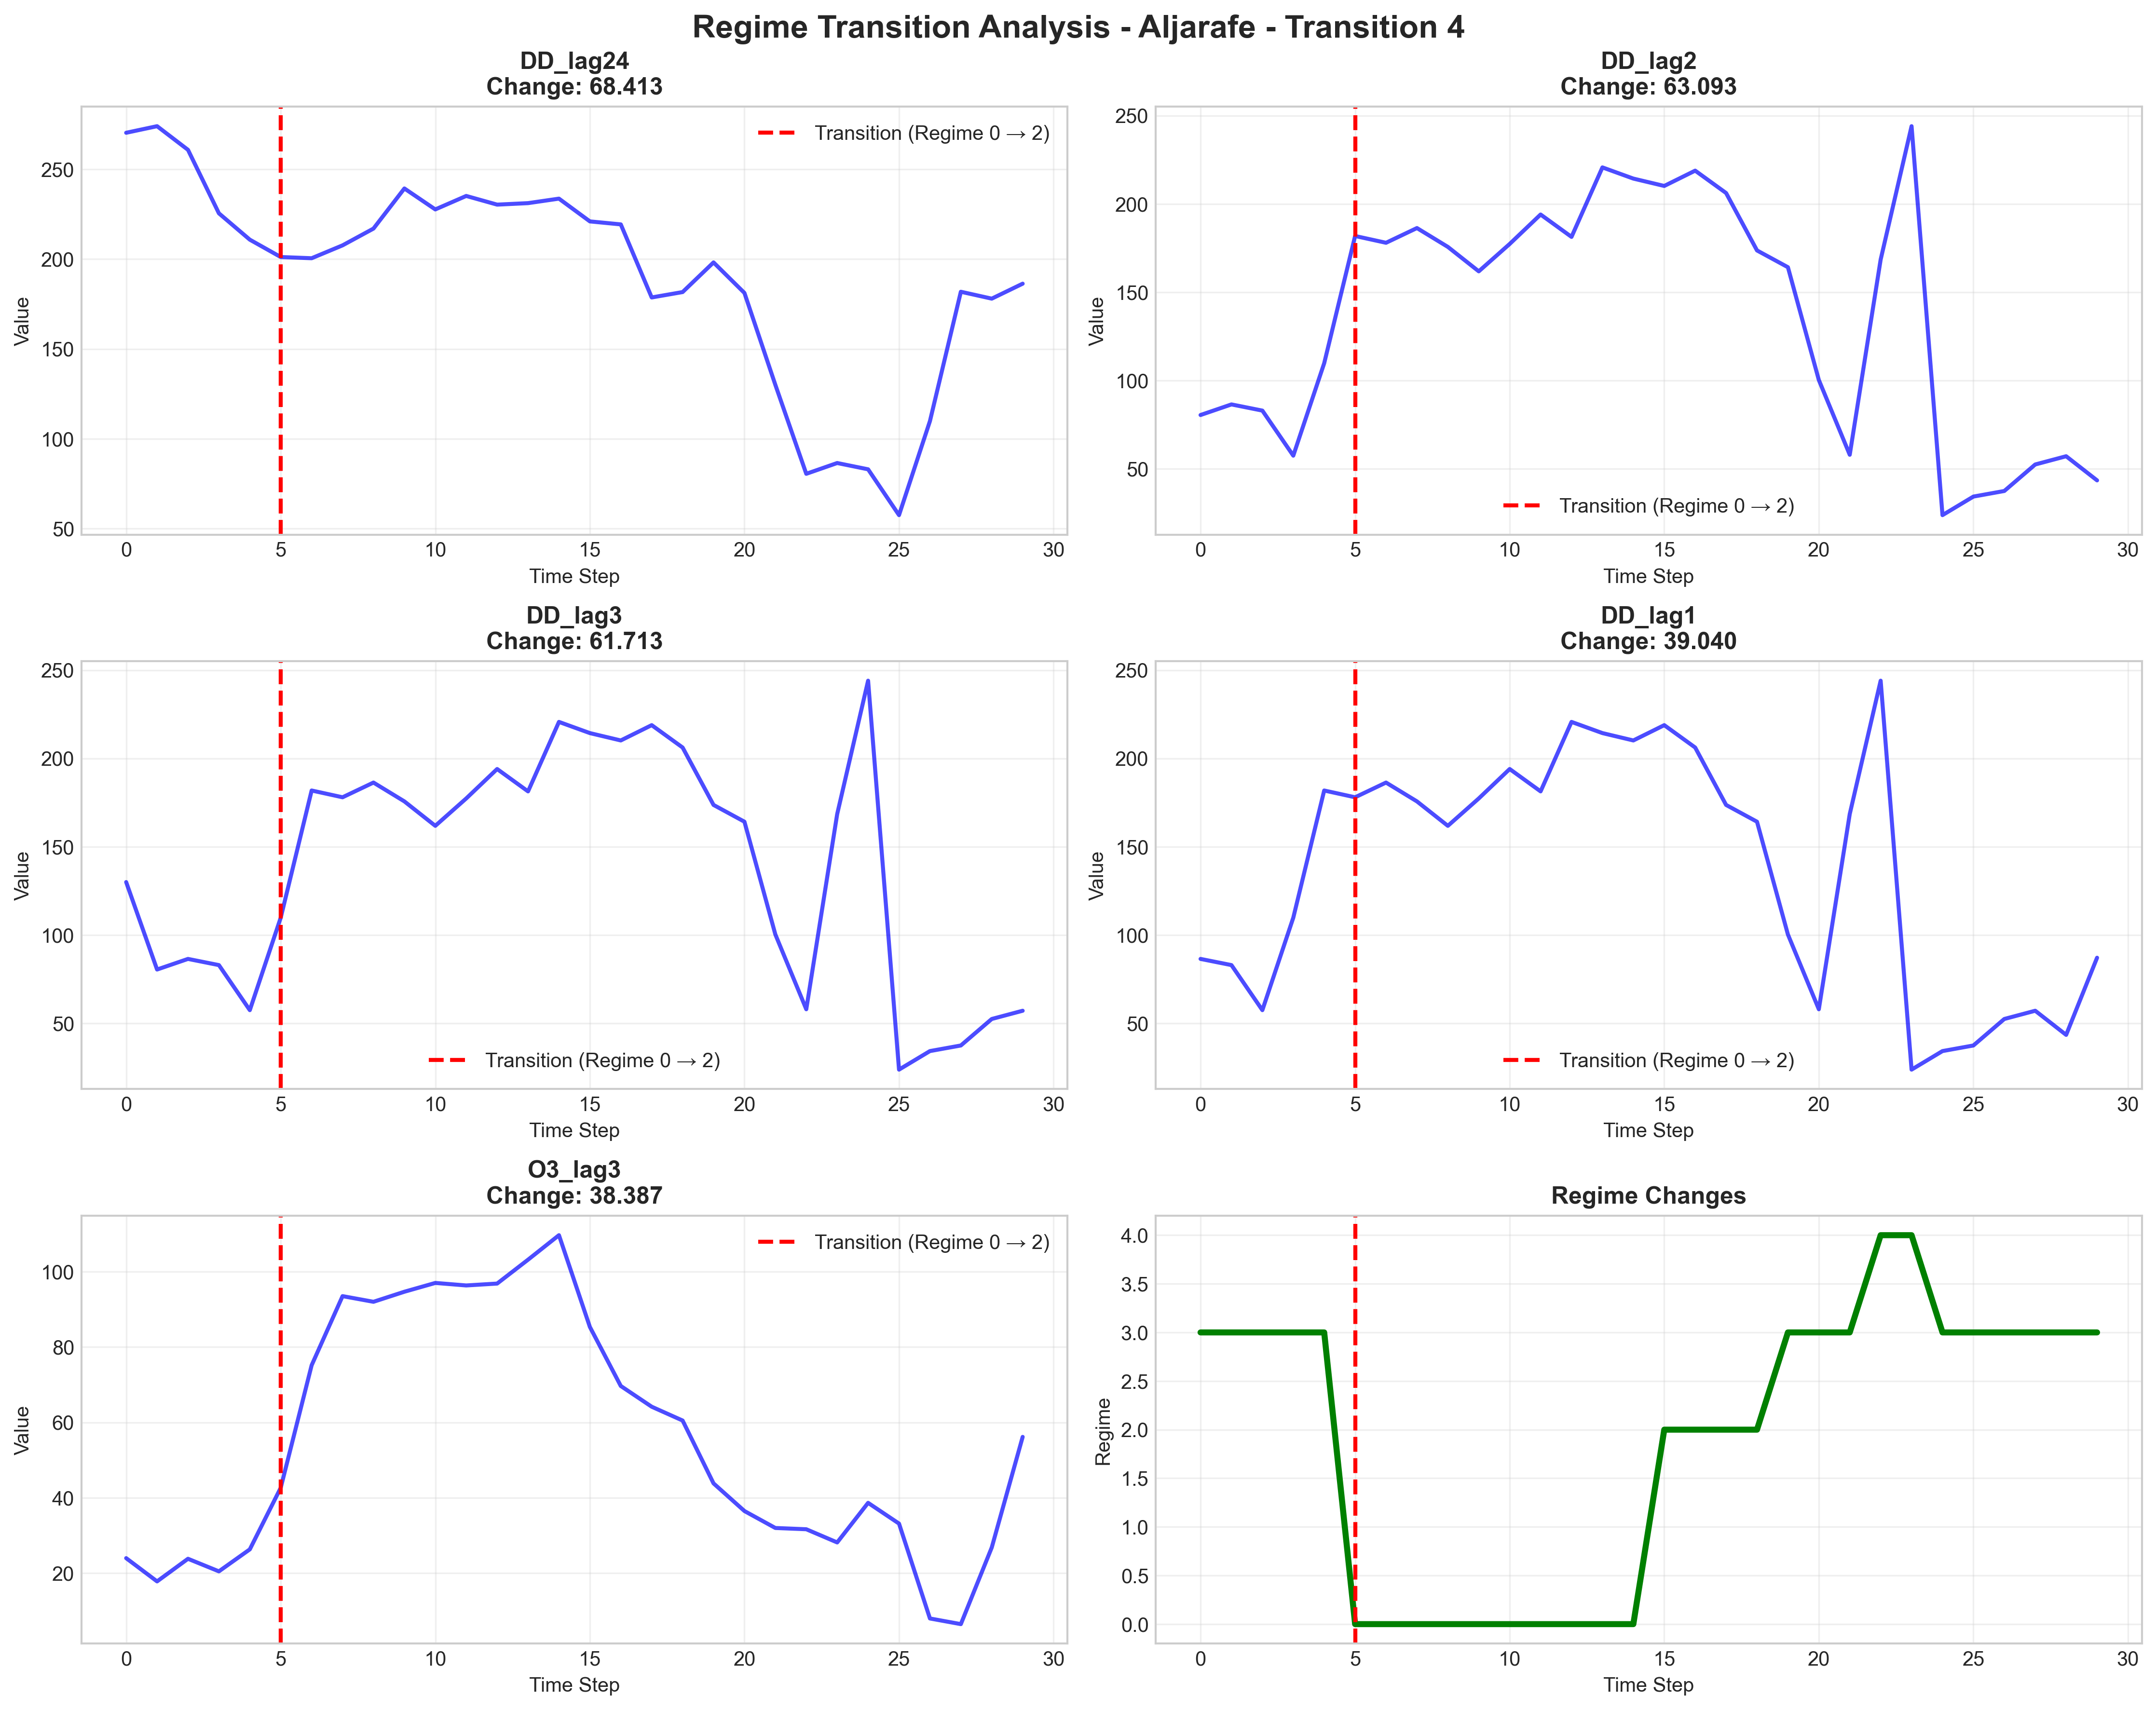 Regime Transition Analysis - Aljarafe - Transition 4
DD_lag24
Change: 68.413
250
200
150
100
50
Value
Transition (Regime 0 → 2)
0 5 10 15 20 25 30
Time Step
DD_lag2
Change: 63.093
250
200
150
100
50
Value
Transition (Regime 0 → 2)
0 5 10 15 20 25 30
Time Step
DD_lag3
Change: 61.713
250
200
150
100
50
Value
Transition (Regime 0 → 2)
0 5 10 15 20 25 30
Time Step
DD_lag1
Change: 39.040
250
200
150
100
50
Value
Transition (Regime 0 → 2)
0 5 10 15 20 25 30
Time Step
O3_lag3
Change: 38.387
100
80
60
40
20
Value
Transition (Regime 0 → 2)
0 5 10 15 20 25 30
Time Step
Regime Changes
4.0
3.5
3.0
2.5
2.0
1.5
1.0
0.5
0.0
Regime
0 5 10 15 20 25 30
Time Step